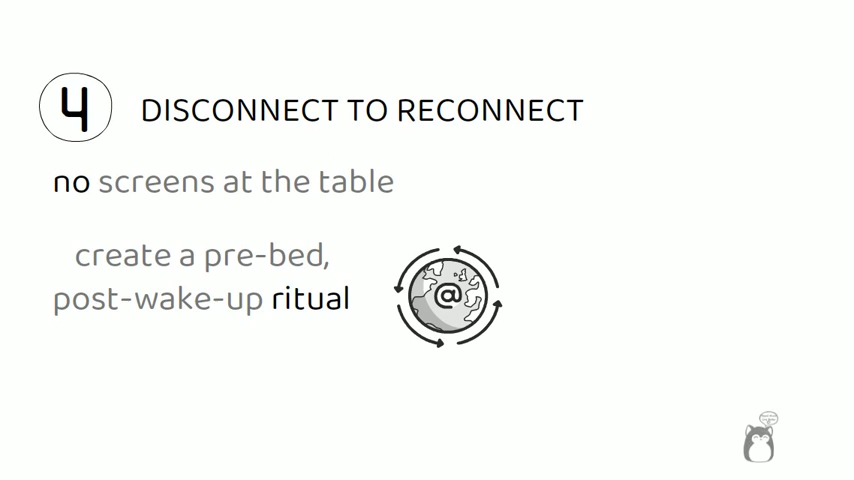 4 DISCONNECT TO RECONNECT
no screens at the table
create a pre-bed,
post-wake-up ritual
@